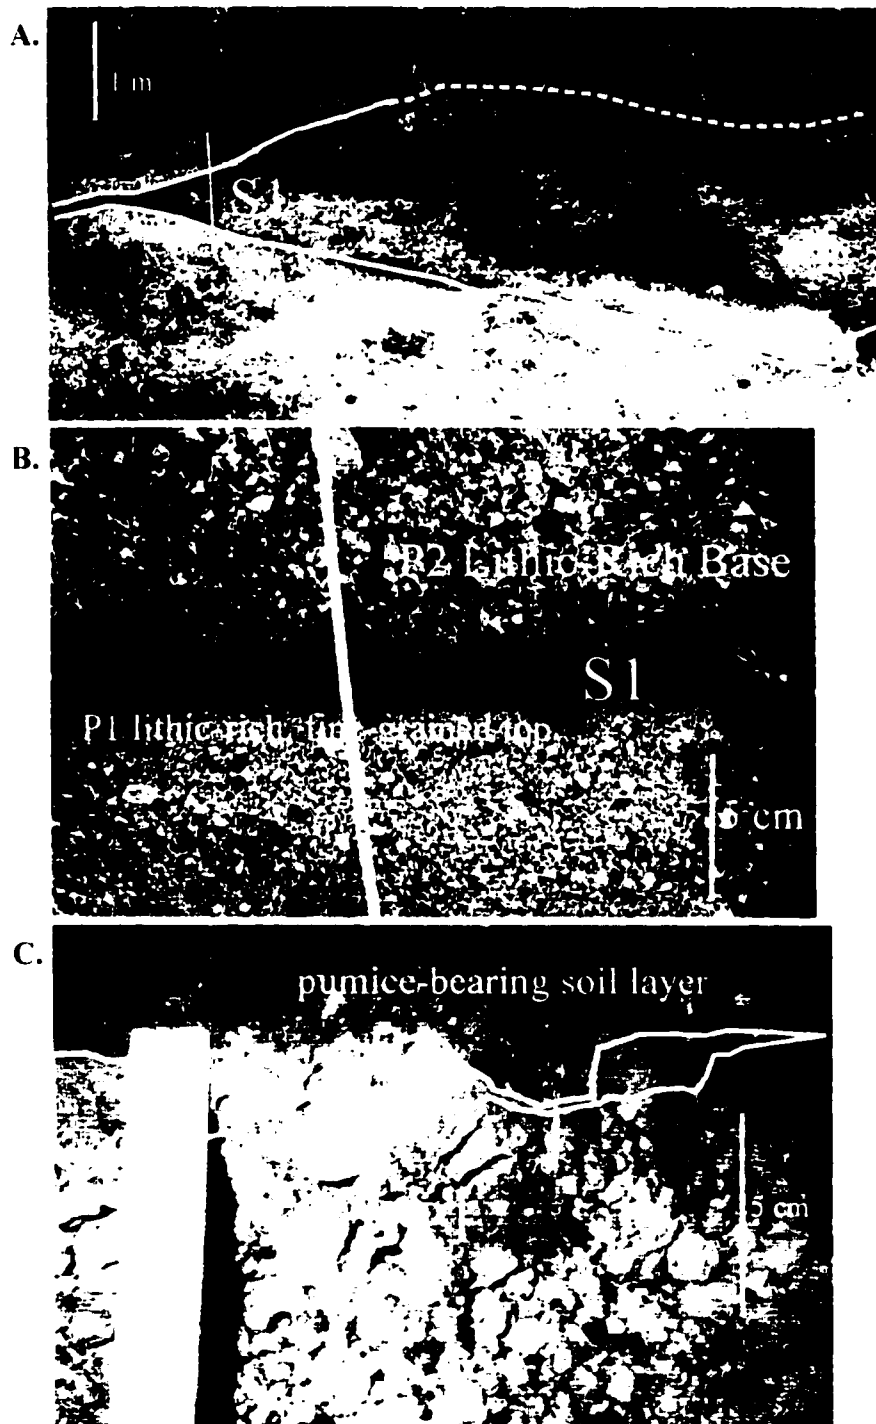 A.
1 m
S1
B.
P2 Lithic-Rich Base
S1
P1 lithic-rich, fine-grained top
5 cm
C.
pumice-bearing soil layer
5 cm